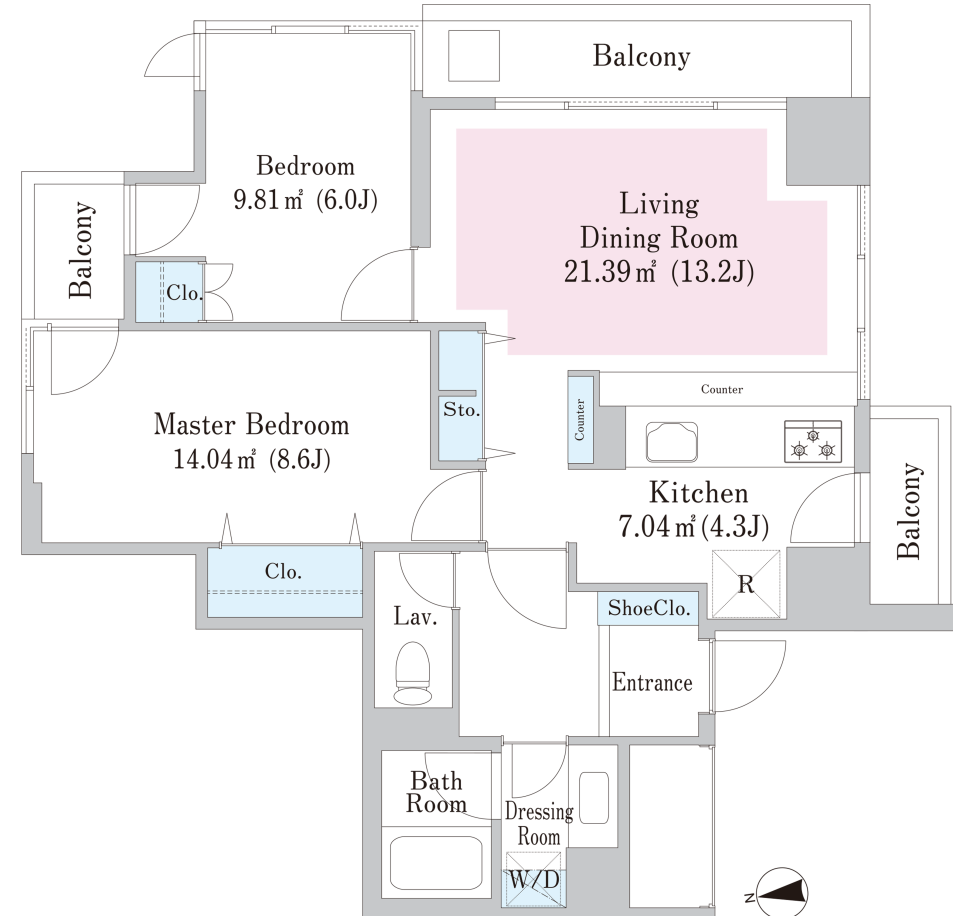 Balcony
Bedroom
9.81㎡ (6.0J)
Balcony
Clo.
Living
Dining Room
21.39㎡ (13.2J)
Counter
Counter
Sto.
Master Bedroom
14.04㎡ (8.6J)
Kitchen
7.04㎡(4.3J)
Balcony
R
Clo.
Lav.
ShoeClo.
Entrance
Bath
Room
Dressing
Room
W/D
N